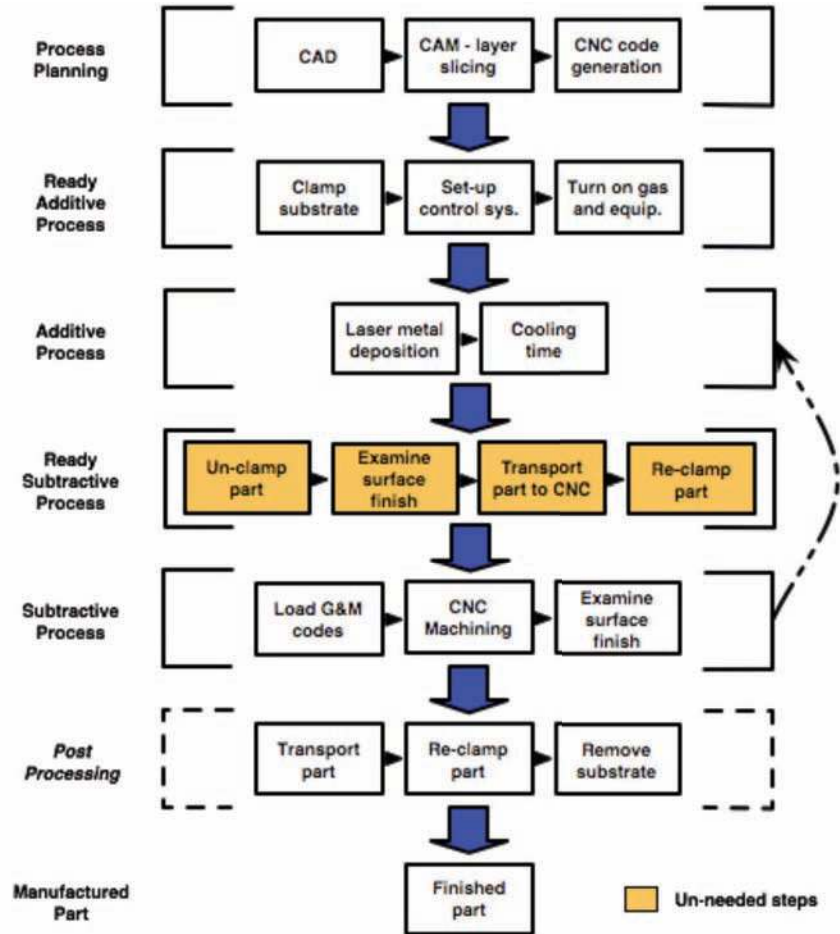 Process
Planning
CAD
CAM - layer
slicing
CNC code
generation
Ready
Additive
Process
Clamp
substrate
Set-up
control sys.
Turn on gas
and equip.
Additive
Process
Laser metal
deposition
Cooling
time
Ready
Subtractive
Process
Un-clamp
part
Examine
surface
finish
Transport
part to CNC
Re-clamp
part
Subtractive
Process
Load G&M
codes
CNC
Machining
Examine
surface
finish
Post
Processing
Transport
part
Re-clamp
part
Remove
substrate
Manufactured
Part
Finished
part
Un-needed steps